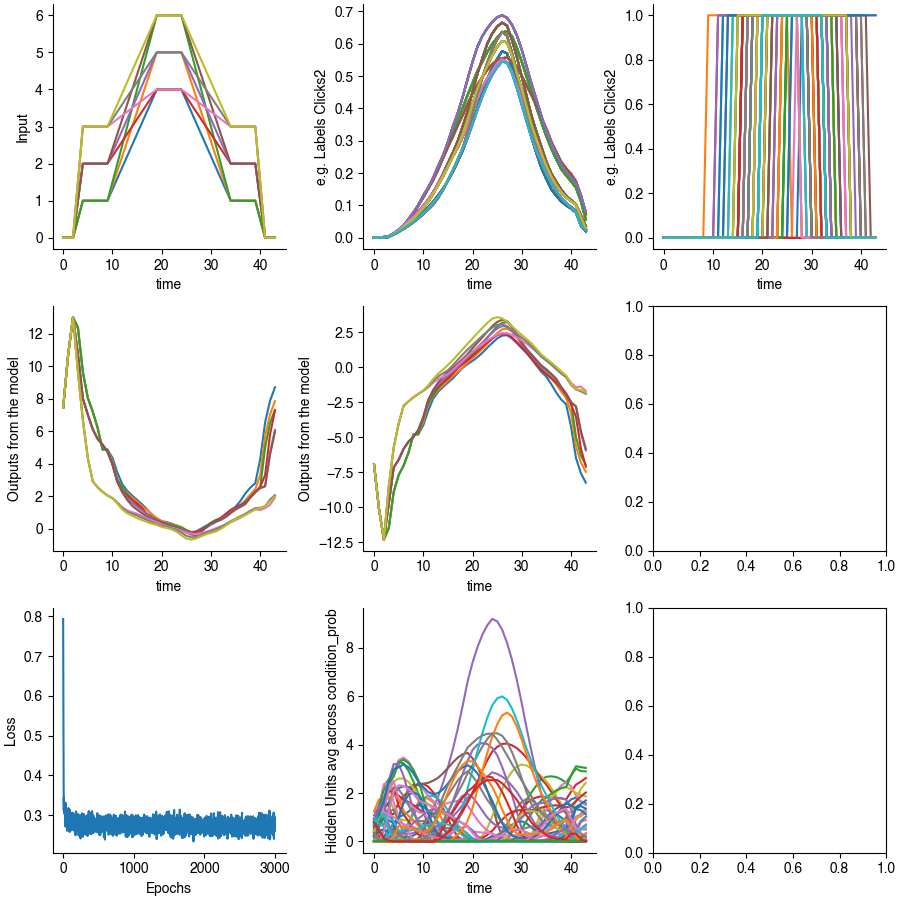 6
5
4
3
2
1
0
Input
0 10 20 30 40
time
0.7
0.6
0.5
0.4
0.3
0.2
0.1
0.0
e.g. Labels Clicks2
0 10 20 30 40
time
1.0
0.8
0.6
0.4
0.2
0.0
e.g. Labels Clicks2
0 10 20 30 40
time
12
10
8
6
4
2
0
Outputs from the model
0 10 20 30 40
time
2.5
0.0
−2.5
−5.0
−7.5
−10.0
−12.5
Outputs from the model
0 10 20 30 40
time
1.0
0.8
0.6
0.4
0.2
0.0
0.0 0.2 0.4 0.6 0.8 1.0
0.8
0.7
0.6
0.5
0.4
0.3
Loss
0 1000 2000 3000
Epochs
8
6
4
2
0
Hidden Units avg across condition_prob
0 10 20 30 40
time
1.0
0.8
0.6
0.4
0.2
0.0
0.0 0.2 0.4 0.6 0.8 1.0